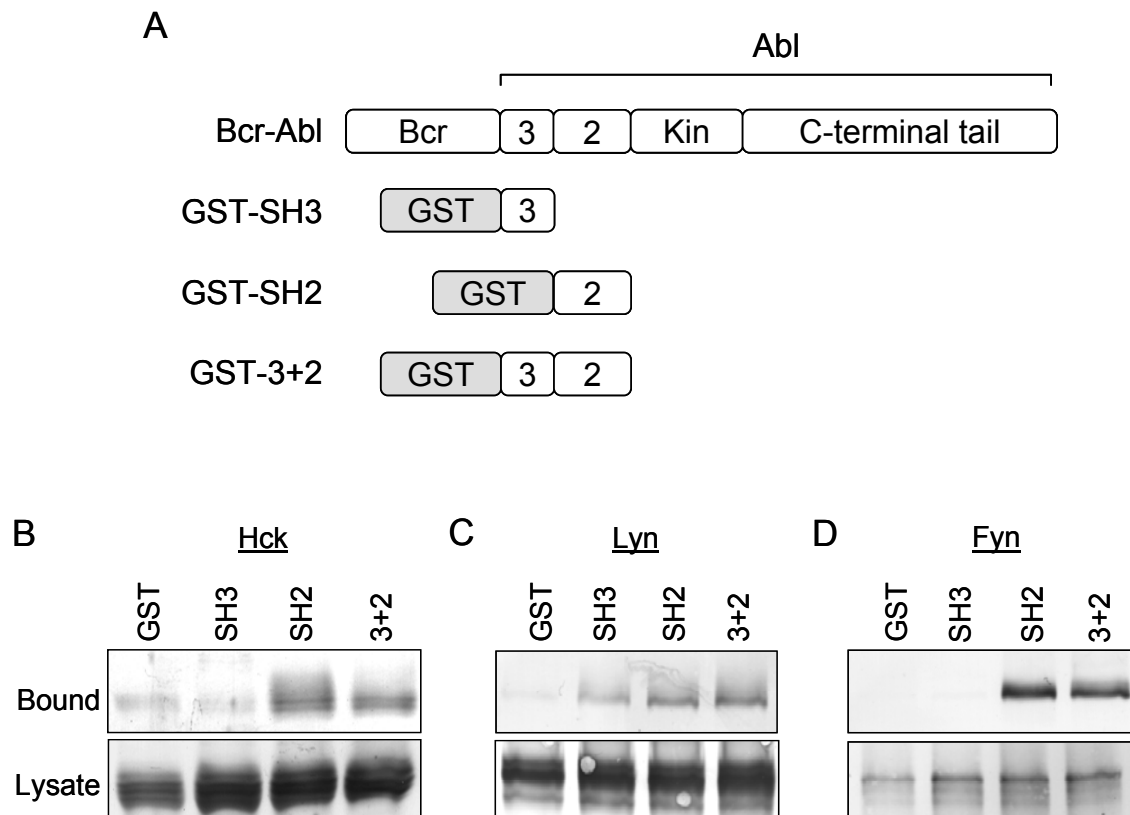 A
Abl
Bcr-Abl Bcr 3 2 Kin C-terminal tail
GST-SH3 GST 3
GST-SH2 GST 2
GST-3+2 GST 3 2
B Hck
GST SH3 SH2 3+2
Bound
Lysate
C Lyn
GST SH3 SH2 3+2
D Fyn
GST SH3 SH2 3+2